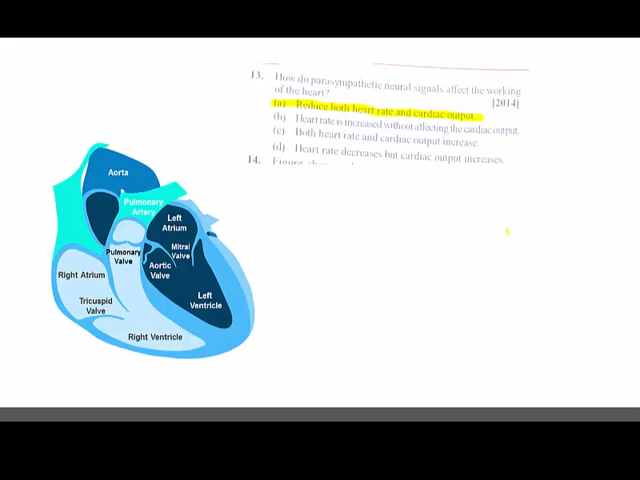 13. How do parasympathetic neural signals affect the working
of the heart?
[2014]
(a) Reduce both heart rate and cardiac output.
(b) Heart rate is increased without affecting the cardiac output.
(c) Both heart rate and cardiac output increase.
(d) Heart rate decreases but cardiac output increases.
14.
Aorta
Pulmonary
Artery
Left
Atrium
Mitral
Valve
Pulmonary
Valve
Aortic
Valve
Right Atrium
Left
Ventricle
Tricuspid
Valve
Right Ventricle